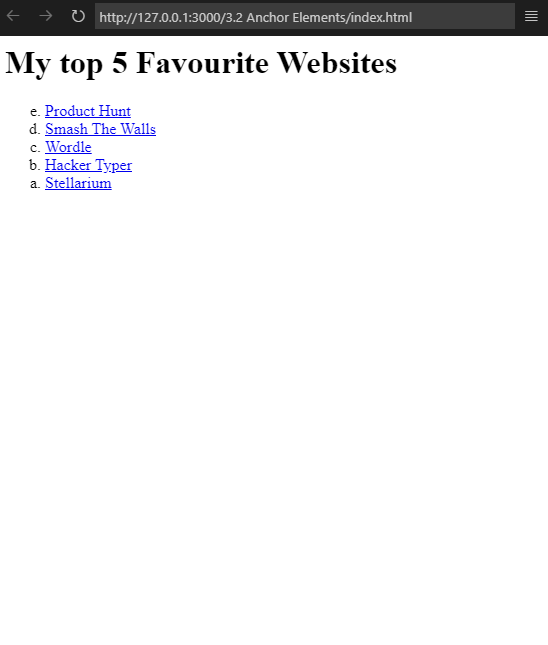 http://127.0.0.1:3000/3.2 Anchor Elements/index.html
My top 5 Favourite Websites
e. Product Hunt
d. Smash The Walls
c. Wordle
b. Hacker Typer
a. Stellarium